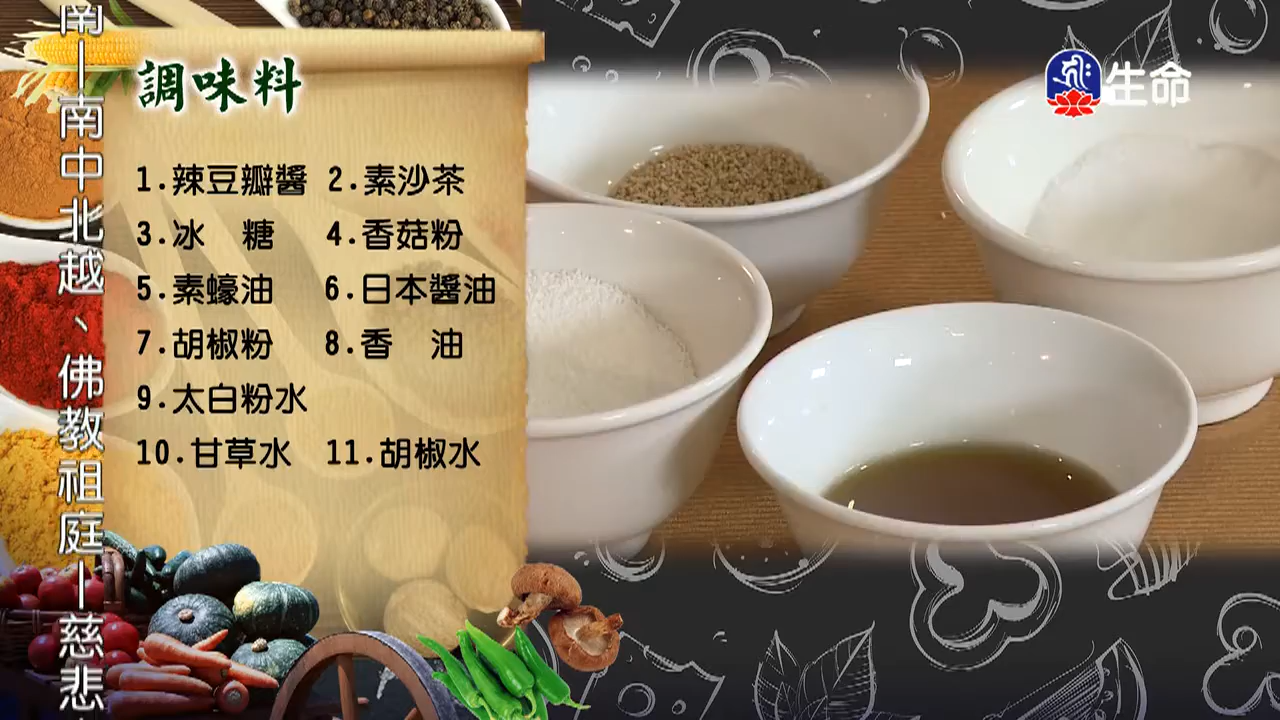 調味料
1.辣豆瓣醬 2.素沙茶
3.冰　糖 4.香菇粉
5.素蠔油 6.日本醬油
7.胡椒粉 8.香　油
9.太白粉水
10.甘草水 11.胡椒水
生命
南—南中北越、佛教祖庭—慈悲